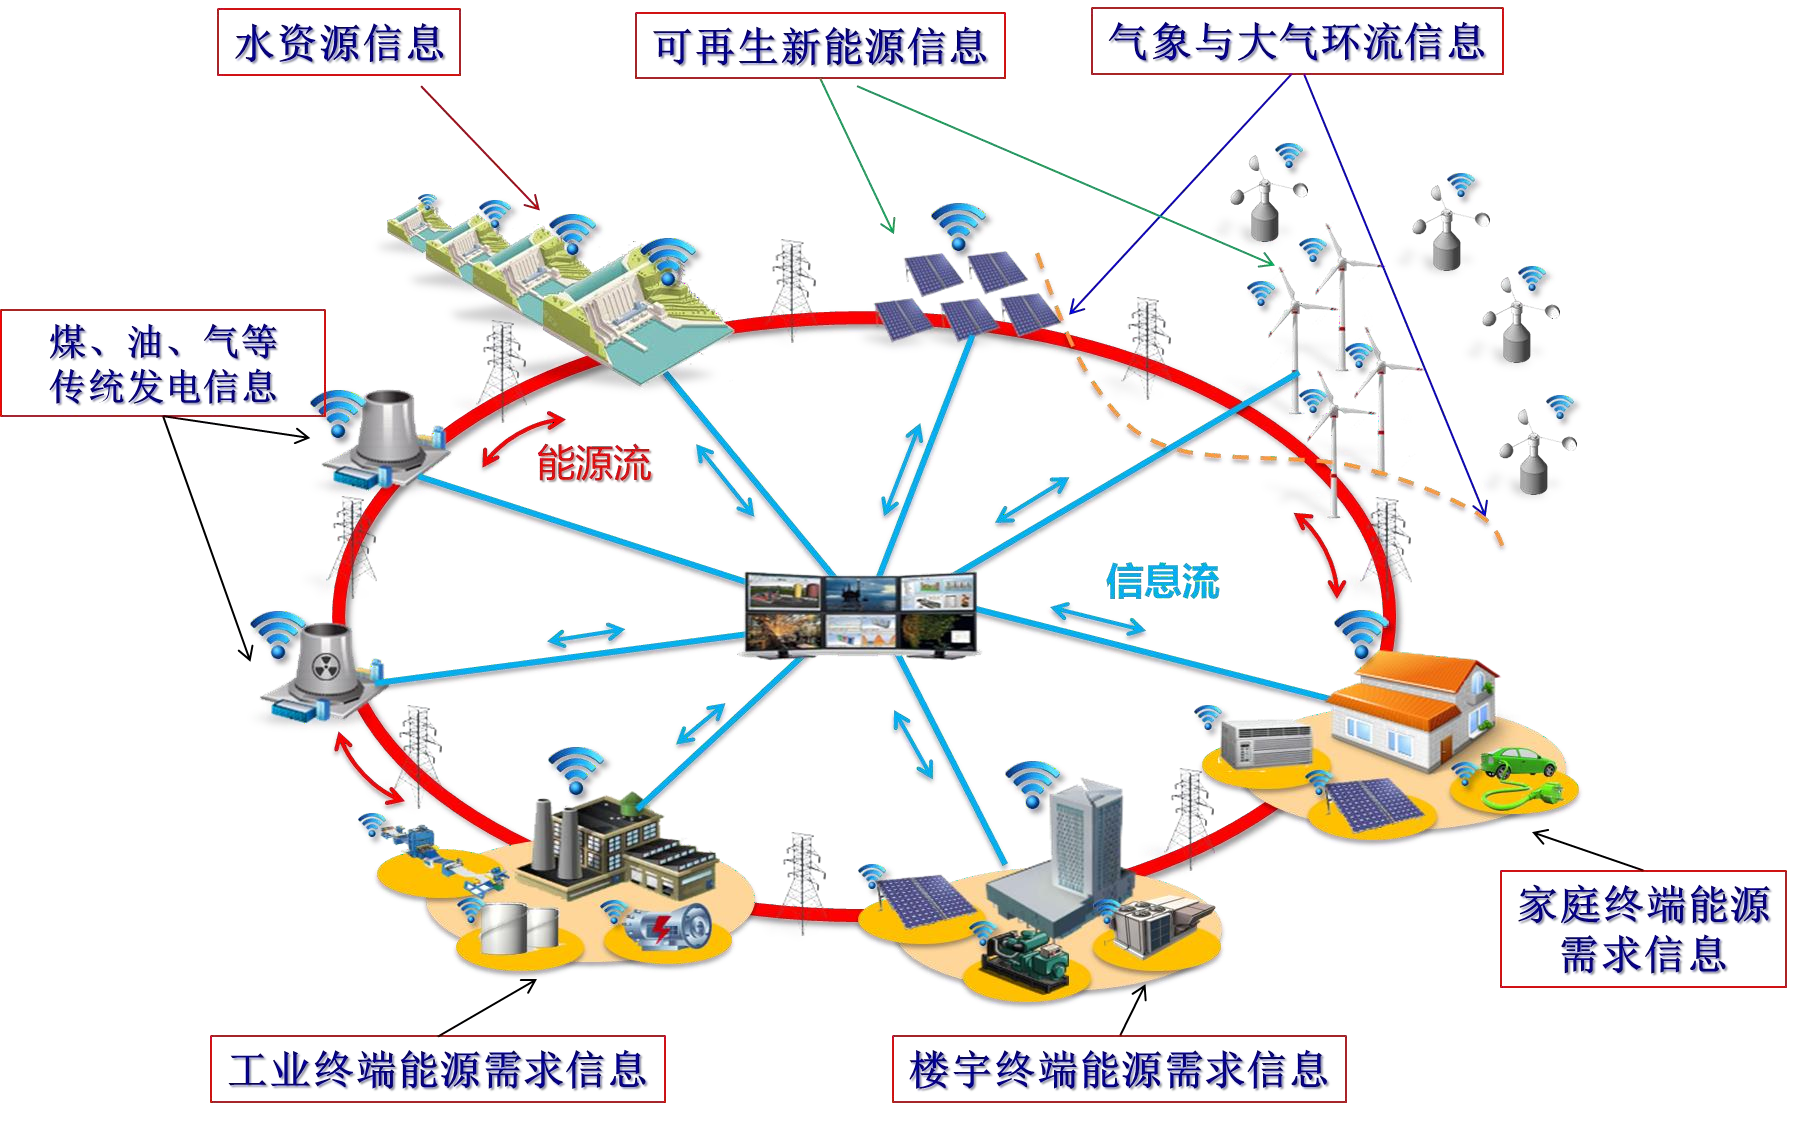 水资源信息
可再生新能源信息
气象与大气环流信息
煤、油、气等
传统发电信息
能源流
信息流
家庭终端能源
需求信息
工业终端能源需求信息
楼宇终端能源需求信息